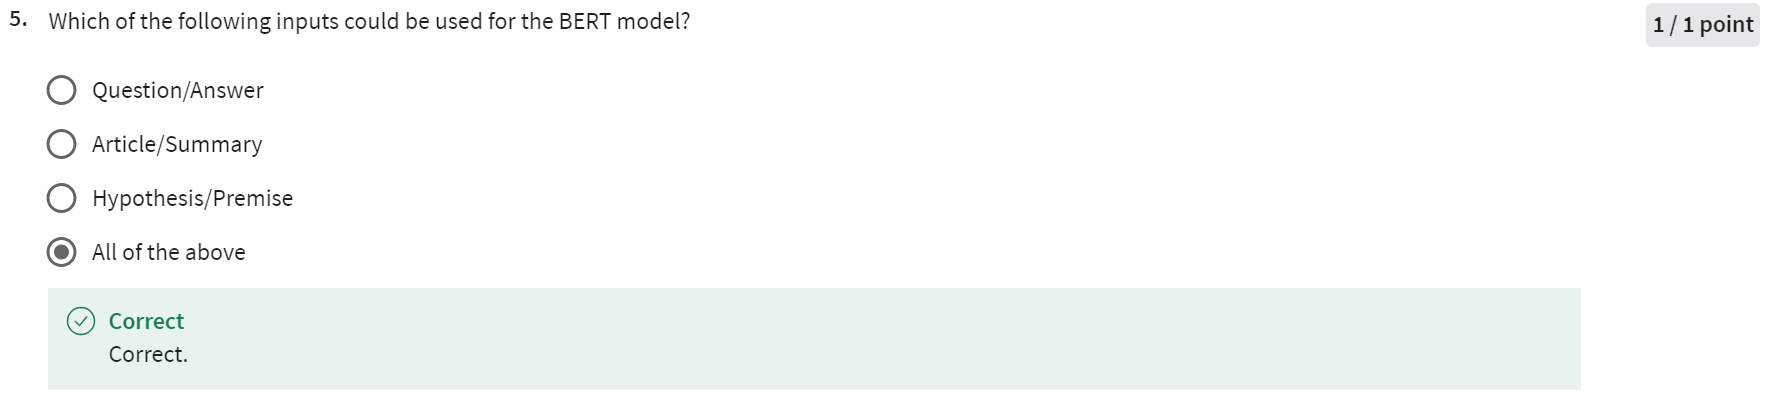 5. Which of the following inputs could be used for the BERT model?
1 / 1 point
Question/Answer
Article/Summary
Hypothesis/Premise
All of the above
Correct
Correct.